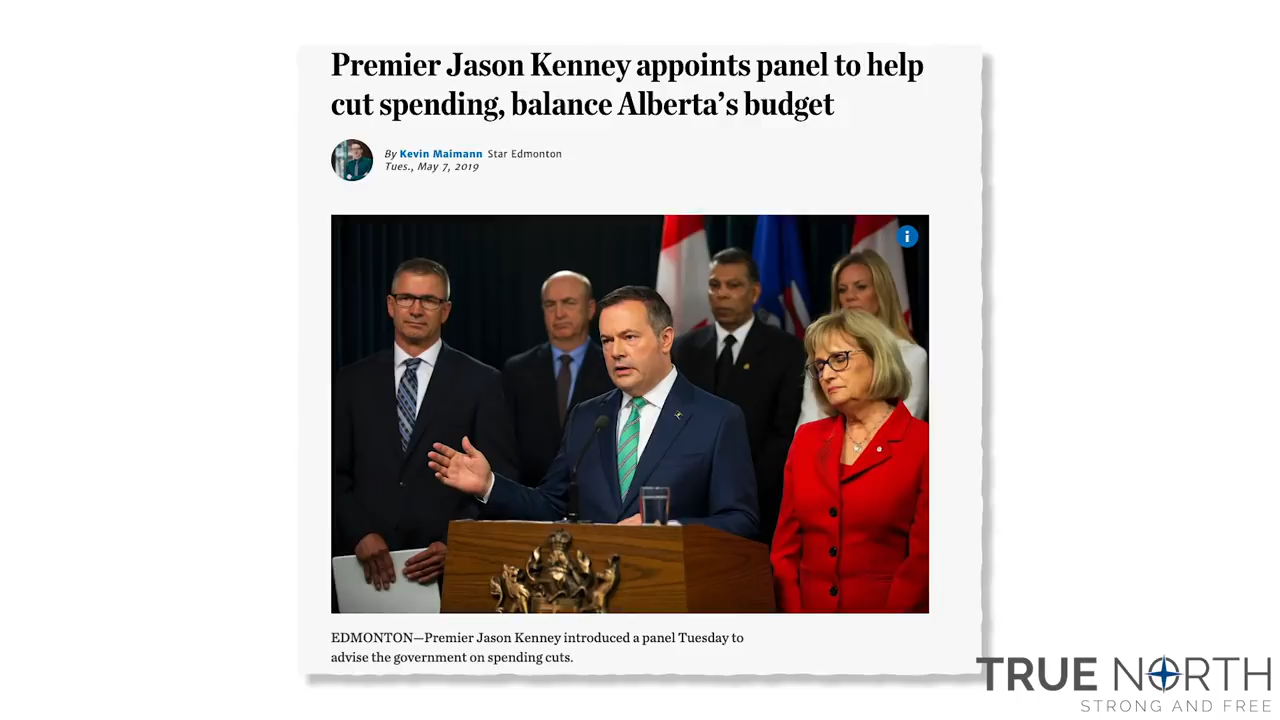 Premier Jason Kenney appoints panel to help
cut spending, balance Alberta's budget
By Kevin Maimann Star Edmonton
Tues., May 7, 2019
i
EDMONTON—Premier Jason Kenney introduced a panel Tuesday to
advise the government on spending cuts.
TRUE NORTH
STRONG AND FREE